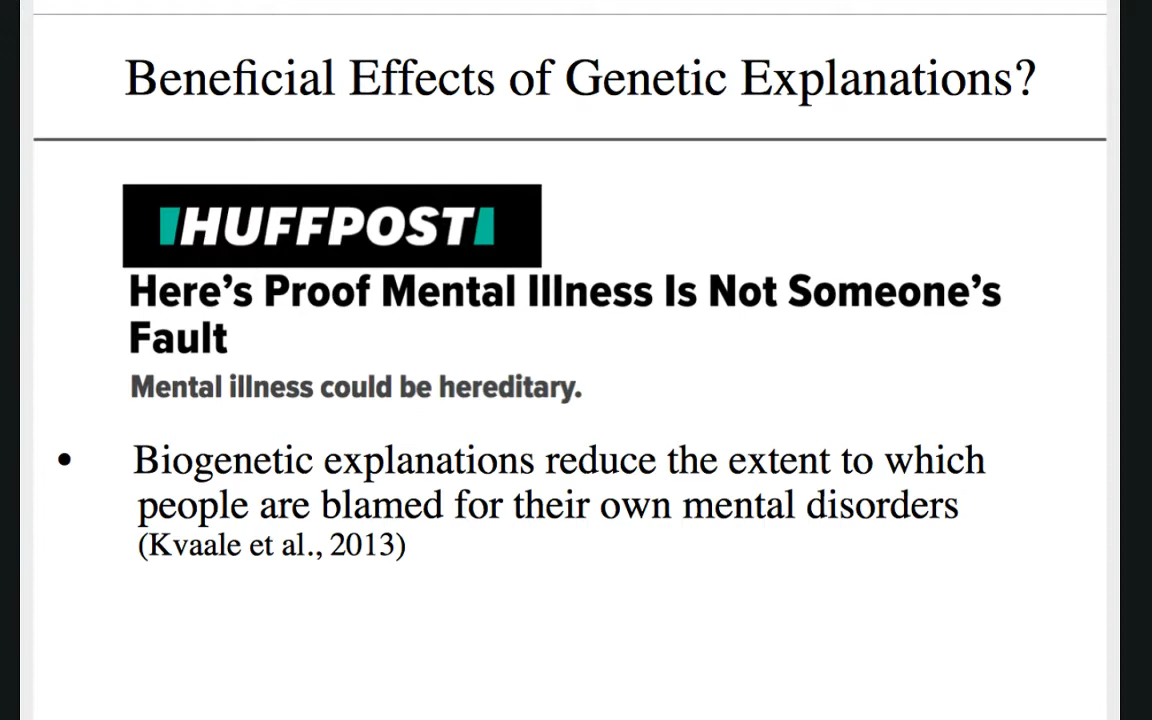 Beneficial Effects of Genetic Explanations?
HUFFPOST
Here's Proof Mental Illness Is Not Someone's
Fault
Mental illness could be hereditary.
• Biogenetic explanations reduce the extent to which
people are blamed for their own mental disorders
(Kvaale et al., 2013)